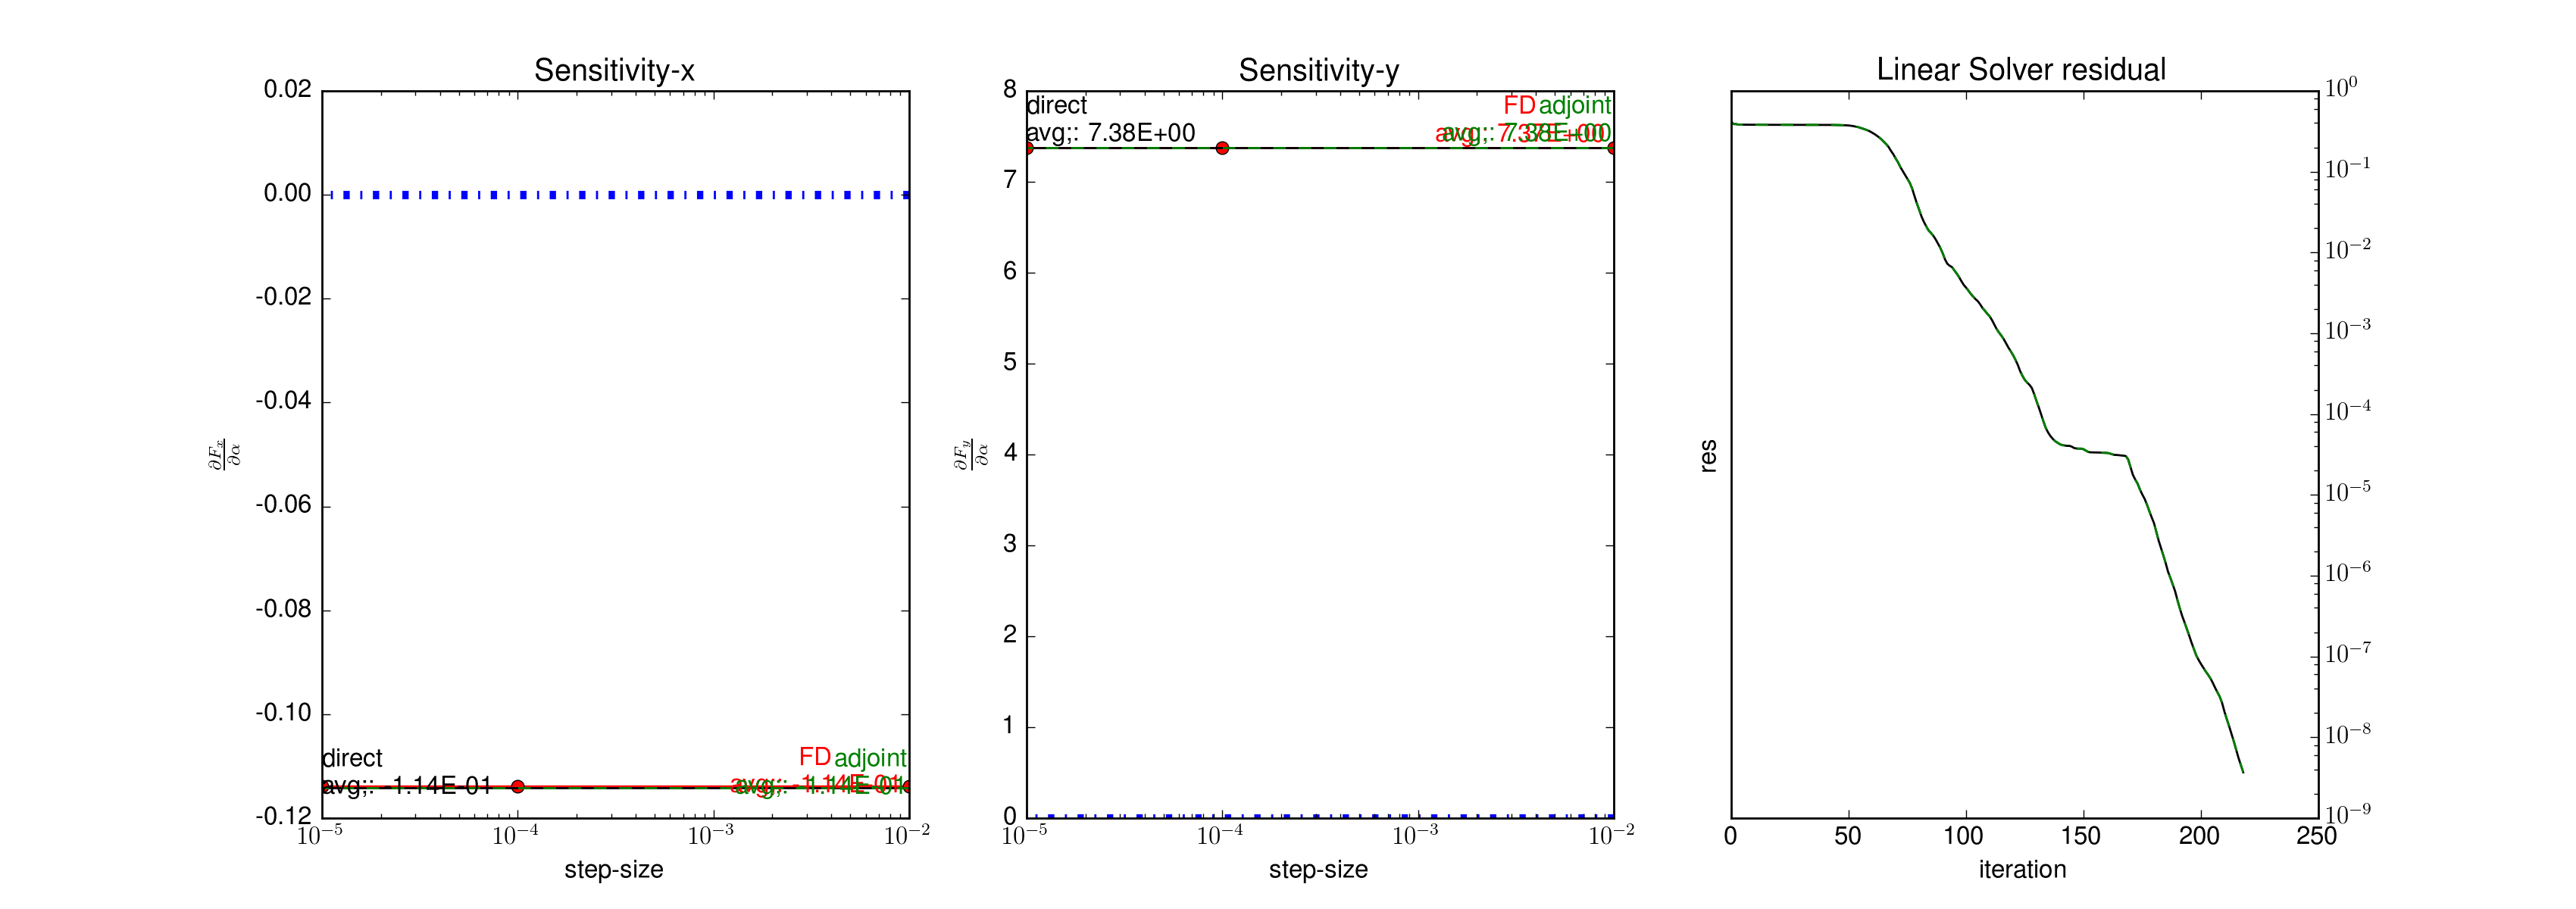 Sensitivity-x
0.02
0.00
-0.02
-0.04
-0.06
-0.08
-0.10
-0.12
∂F_x/∂α
direct
avg;: -1.14E-01
FD
adjoint
10^{-5} 10^{-4} 10^{-3} 10^{-2}
step-size
Sensitivity-y
8
7
6
5
4
3
2
1
0
∂F_y/∂α
direct
avg;: 7.38E+00
FD
adjoint
avg;: 7.38E+00
10^{-5} 10^{-4} 10^{-3} 10^{-2}
step-size
Linear Solver residual
res
10^{0}
10^{-1}
10^{-2}
10^{-3}
10^{-4}
10^{-5}
10^{-6}
10^{-7}
10^{-8}
10^{-9}
0 50 100 150 200 250
iteration